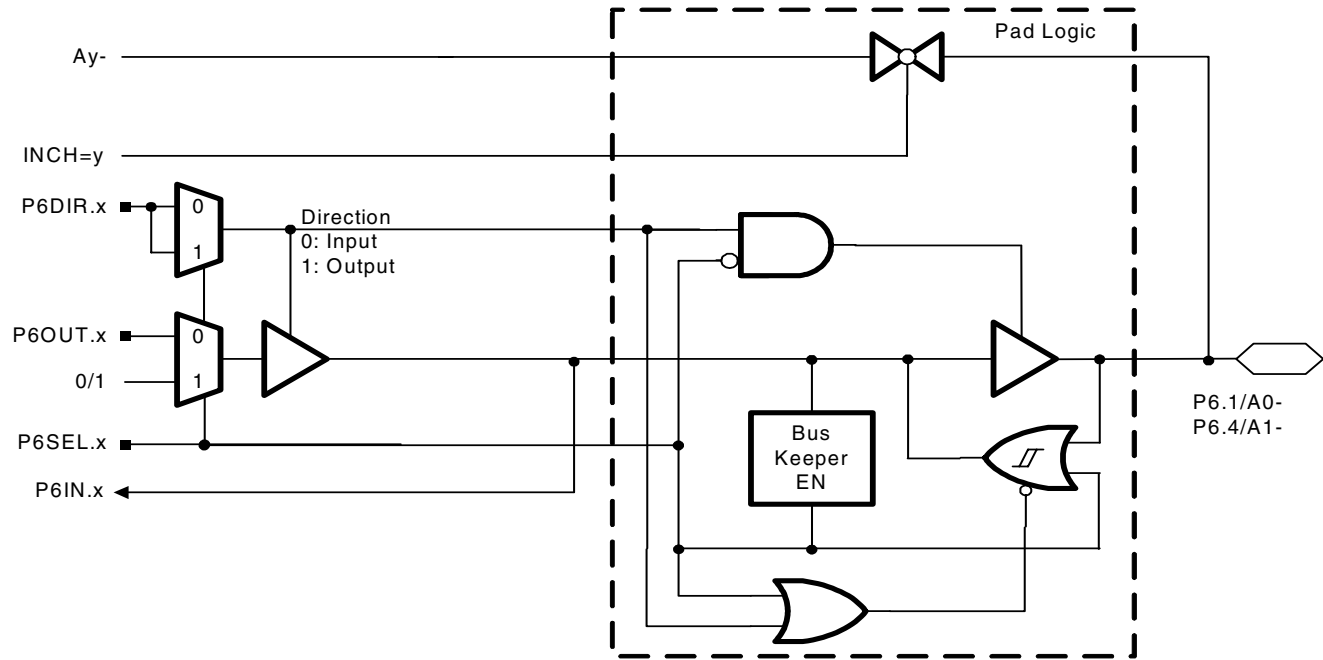 Pad Logic
Ay-
INCH=y
P6DIR.x
0
1
Direction
0: Input
1: Output
P6OUT.x
0
0/1
1
P6SEL.x
P6IN.x
Bus
Keeper
EN
P6.1/A0-
P6.4/A1-